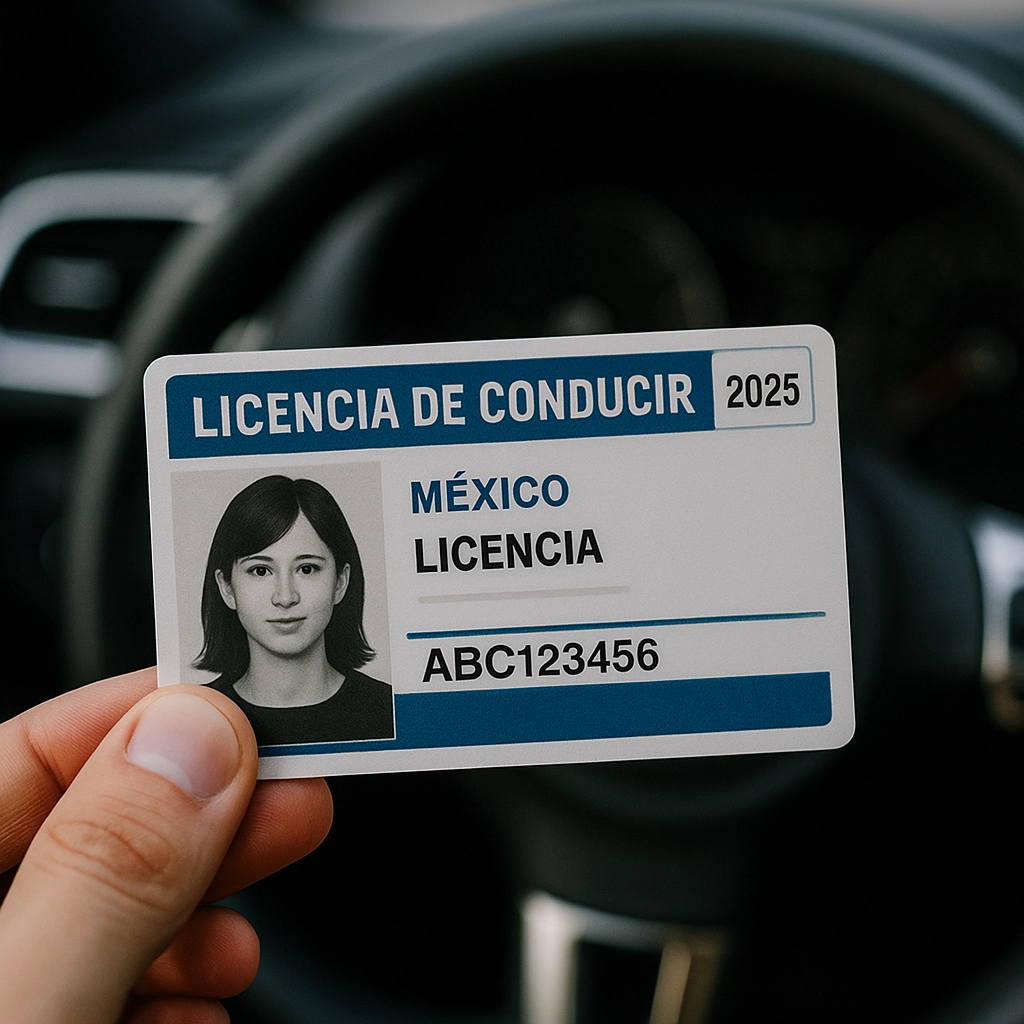 LICENCIA DE CONDUCIR
2025
MÉXICO
LICENCIA
ABC123456